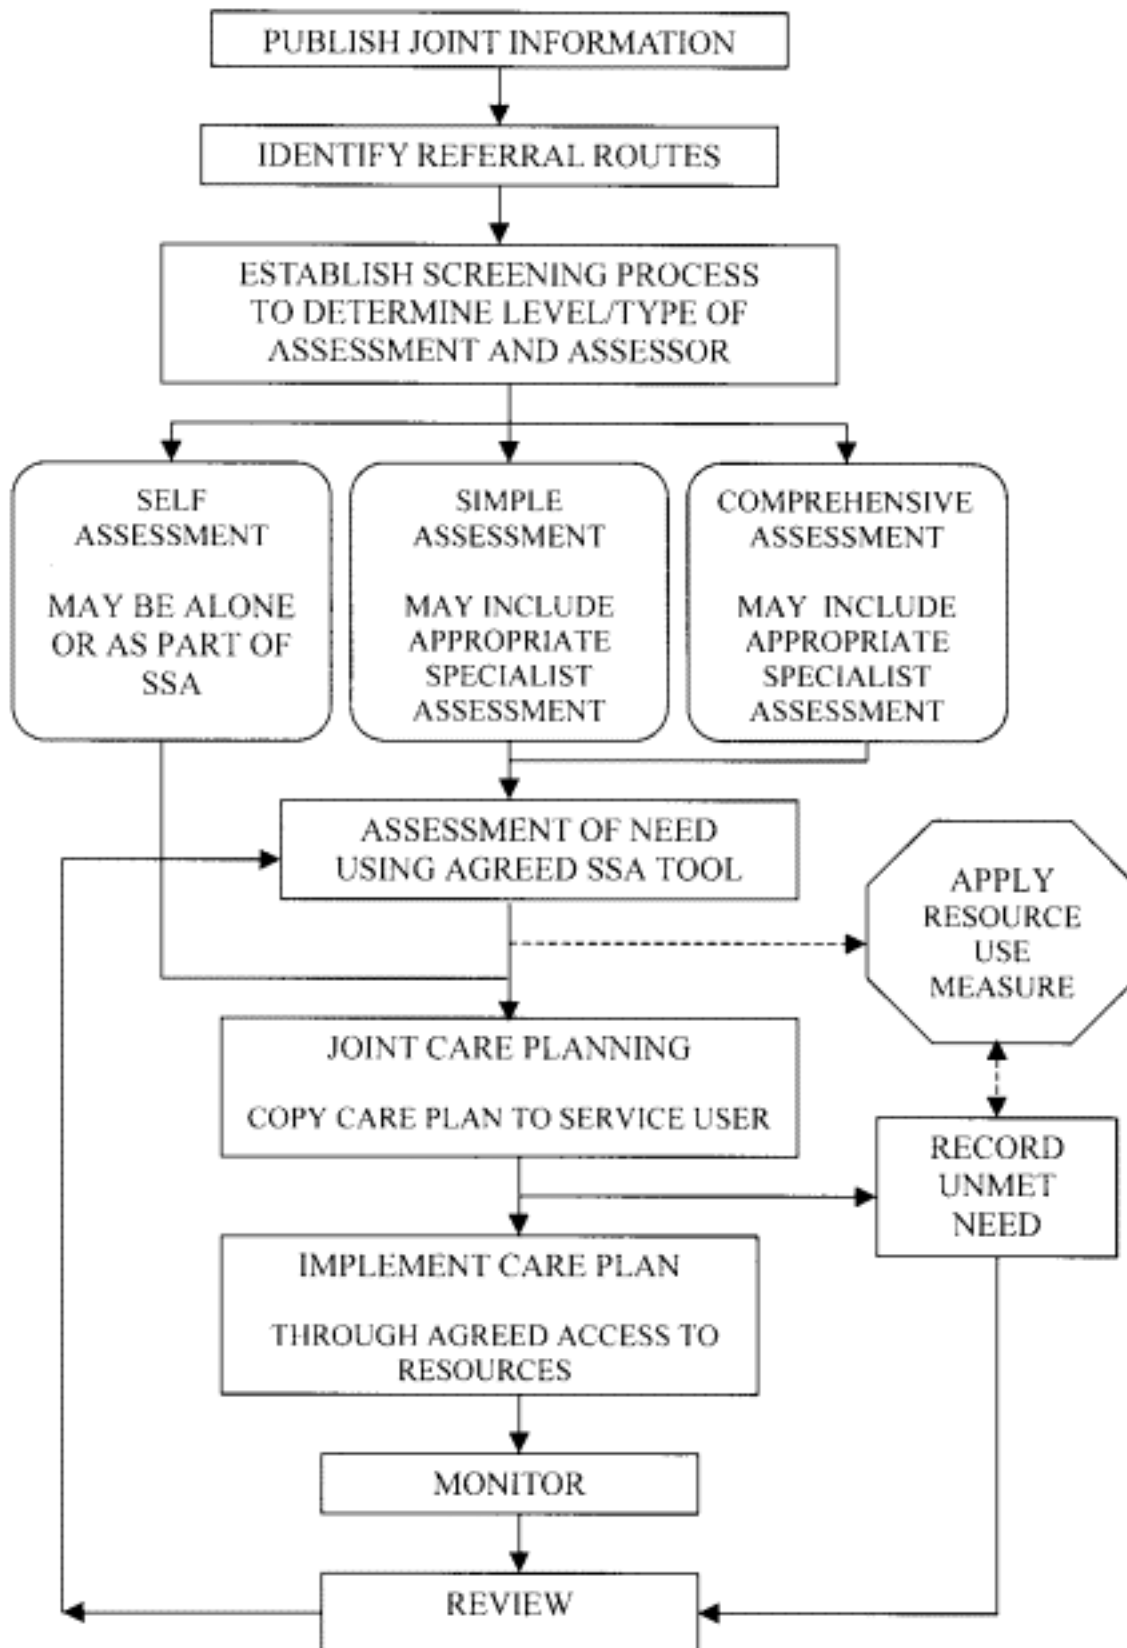 PUBLISH JOINT INFORMATION
IDENTIFY REFERRAL ROUTES
ESTABLISH SCREENING PROCESS
TO DETERMINE LEVEL/TYPE OF
ASSESSMENT AND ASSESSOR
SELF
ASSESSMENT
MAY BE ALONE
OR AS PART OF
SSA
SIMPLE
ASSESSMENT
MAY INCLUDE
APPROPRIATE
SPECIALIST
ASSESSMENT
COMPREHENSIVE
ASSESSMENT
MAY INCLUDE
APPROPRIATE
SPECIALIST
ASSESSMENT
ASSESSMENT OF NEED
USING AGREED SSA TOOL
APPLY
RESOURCE
USE
MEASURE
JOINT CARE PLANNING
COPY CARE PLAN TO SERVICE USER
RECORD
UNMET
NEED
IMPLEMENT CARE PLAN
THROUGH AGREED ACCESS TO
RESOURCES
MONITOR
REVIEW